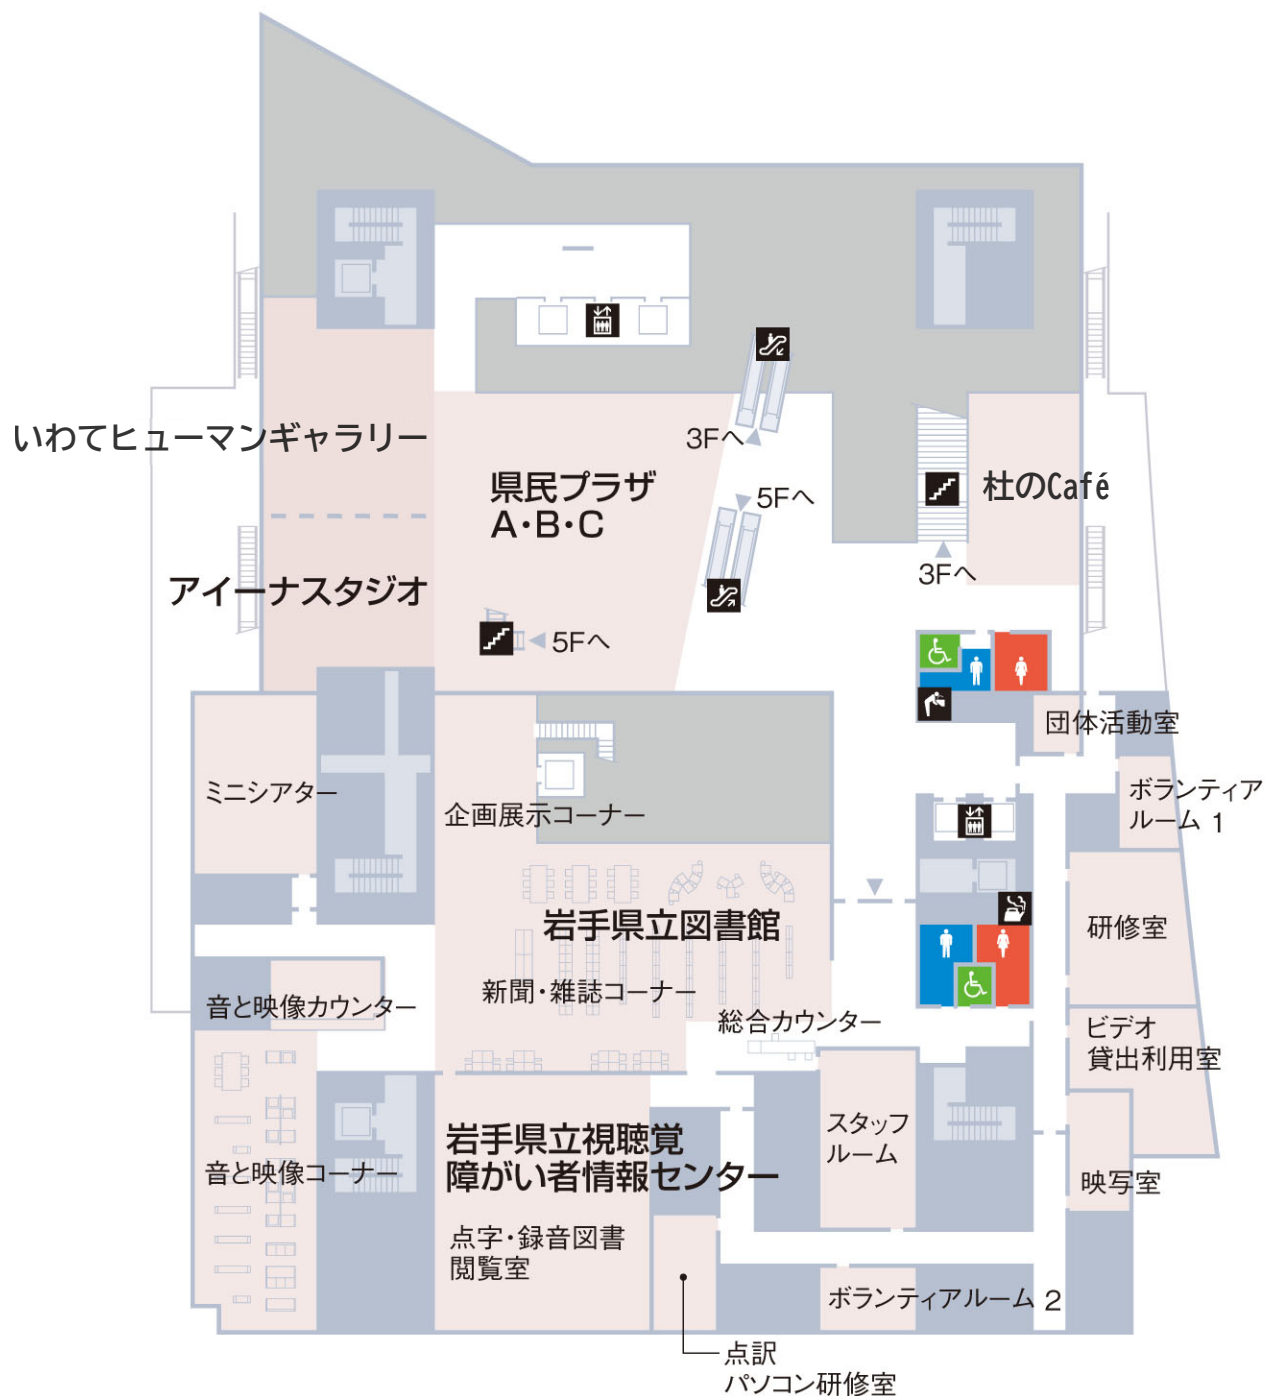 いわてヒューマンギャラリー
3Fへ
県民プラザ
A・B・C
5Fへ
杜のCafé
3Fへ
アイーナスタジオ
5Fへ
団体活動室
ミニシアター
企画展示コーナー
ボランティア
ルーム 1
岩手県立図書館
研修室
新聞・雑誌コーナー
音と映像カウンター
総合カウンター
ビデオ
貸出利用室
岩手県立視聴覚
障がい者情報センター
スタッフ
ルーム
音と映像コーナー
映写室
点字・録音図書
閲覧室
ボランティアルーム 2
点訳
パソコン研修室